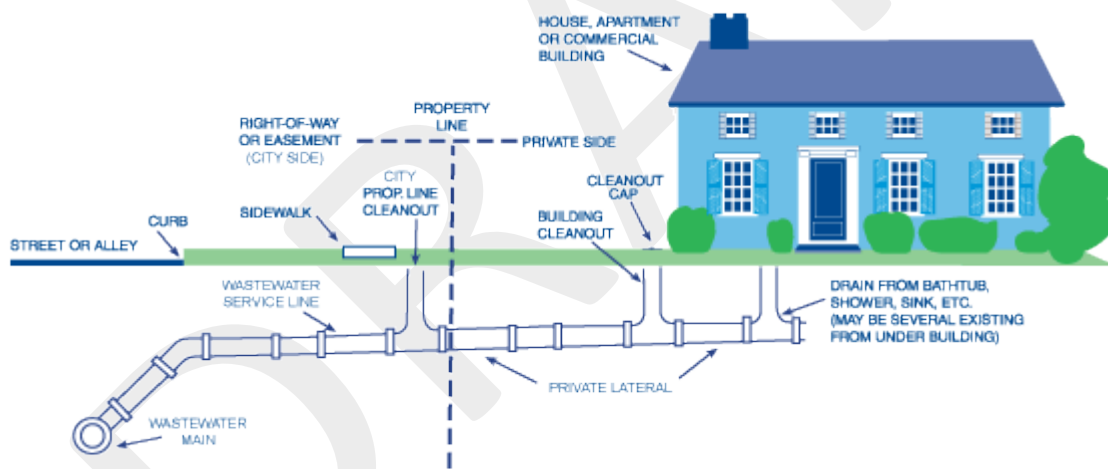 HOUSE, APARTMENT
OR COMMERCIAL
BUILDING
PROPERTY
LINE
RIGHT-OF-WAY
OR EASEMENT
(CITY SIDE)
PRIVATE SIDE
CITY
PROP. LINE
CLEANOUT
CLEANOUT
CAP
SIDEWALK
BUILDING
CLEANOUT
CURB
STREET OR ALLEY
WASTEWATER
SERVICE LINE
DRAIN FROM BATHTUB,
SHOWER, SINK, ETC.
(MAY BE SEVERAL EXISTING
FROM UNDER BUILDING)
PRIVATE LATERAL
WASTEWATER
MAIN